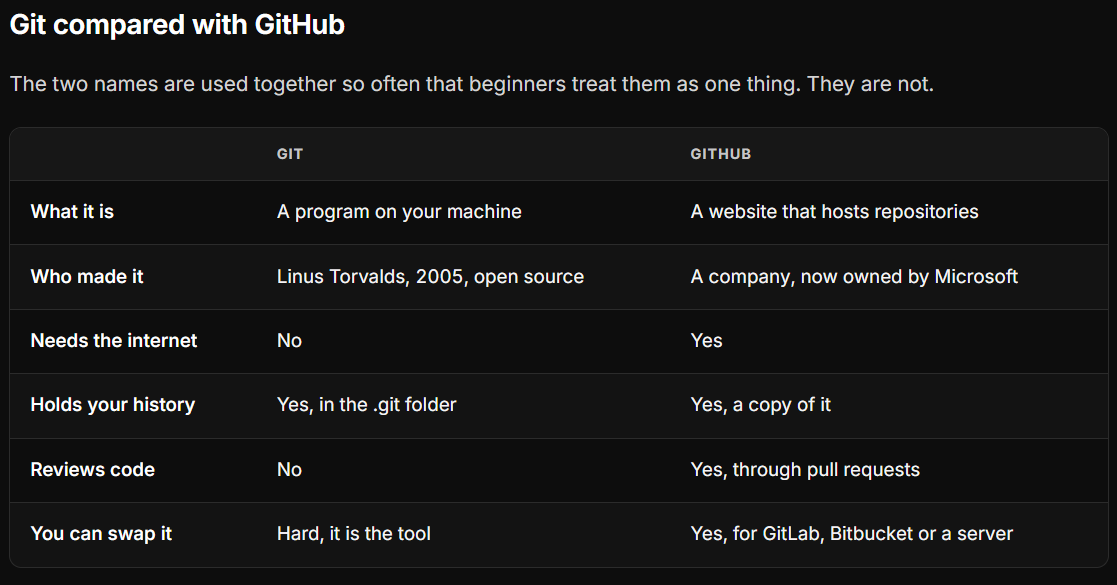 Git compared with GitHub
The two names are used together so often that beginners treat them as one thing. They are not.
GIT GITHUB
What it is A program on your machine A website that hosts repositories
Who made it Linus Torvalds, 2005, open source A company, now owned by Microsoft
Needs the internet No Yes
Holds your history Yes, in the .git folder Yes, a copy of it
Reviews code No Yes, through pull requests
You can swap it Hard, it is the tool Yes, for GitLab, Bitbucket or a server